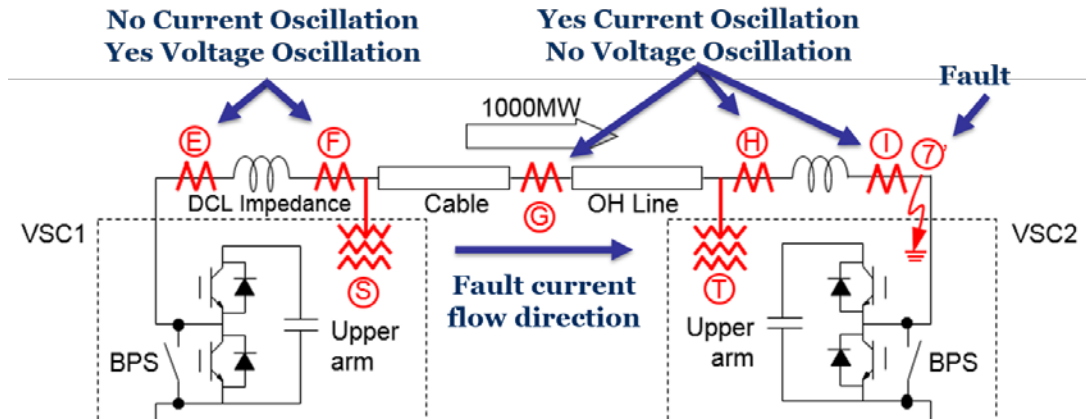 No Current Oscillation
Yes Voltage Oscillation
Yes Current Oscillation
No Voltage Oscillation
Fault
1000MW
E
F
H
I
7'
DCL Impedance
Cable
G
OH Line
VSC1
VSC2
S
T
Fault current
flow direction
Upper
arm
Upper
arm
BPS
BPS